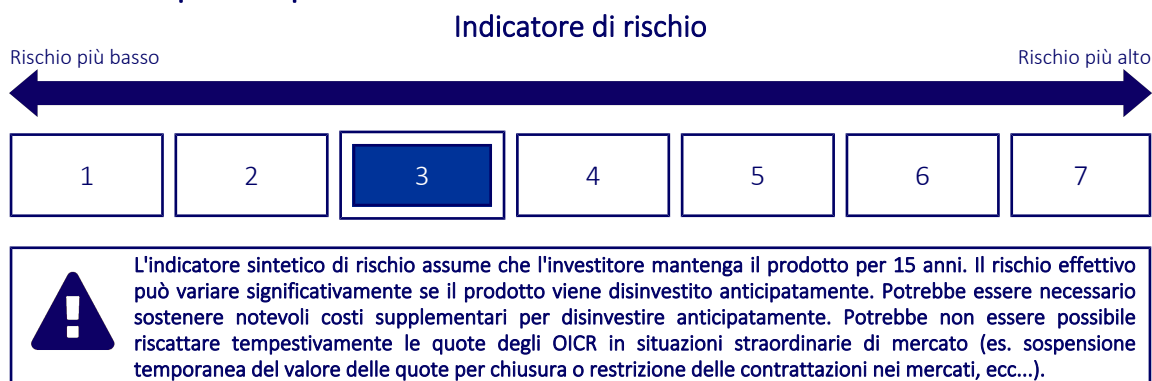 Indicatore di rischio
Rischio più basso
Rischio più alto
1
2
3
4
5
6
7
L'indicatore sintetico di rischio assume che l'investitore mantenga il prodotto per 15 anni. Il rischio effettivo
può variare significativamente se il prodotto viene disinvestito anticipatamente. Potrebbe essere necessario
sostenere notevoli costi supplementari per disinvestire anticipatamente. Potrebbe non essere possibile
riscattare tempestivamente le quote degli OICR in situazioni straordinarie di mercato (es. sospensione
temporanea del valore delle quote per chiusura o restrizione delle contrattazioni nei mercati, ecc...).